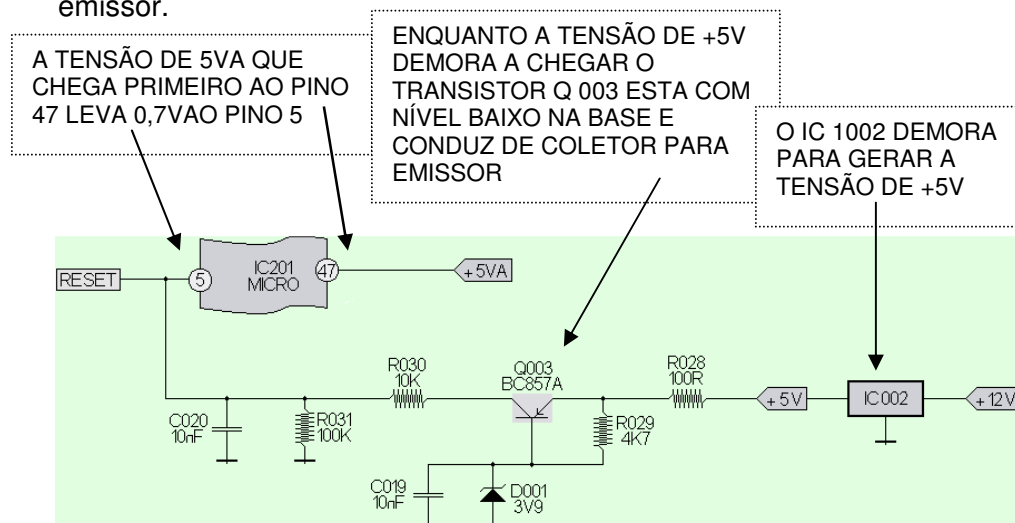 emissor.
A TENSÃO DE 5VA QUE
CHEGA PRIMEIRO AO PINO
47 LEVA 0,7VAO PINO 5
ENQUANTO A TENSÃO DE +5V
DEMORA A CHEGAR O
TRANSISTOR Q 003 ESTA COM
NÍVEL BAIXO NA BASE E
CONDUZ DE COLETOR PARA
EMISSOR
O IC 1002 DEMORA
PARA GERAR A
TENSÃO DE +5V
RESET
5
IC201
MICRO
47
+5VA
R030
10K
Q003
BC857A
R028
100R
+5V
IC002
+12V
C020
10nF
R031
100K
R029
4K7
C019
10nF
D001
3V9